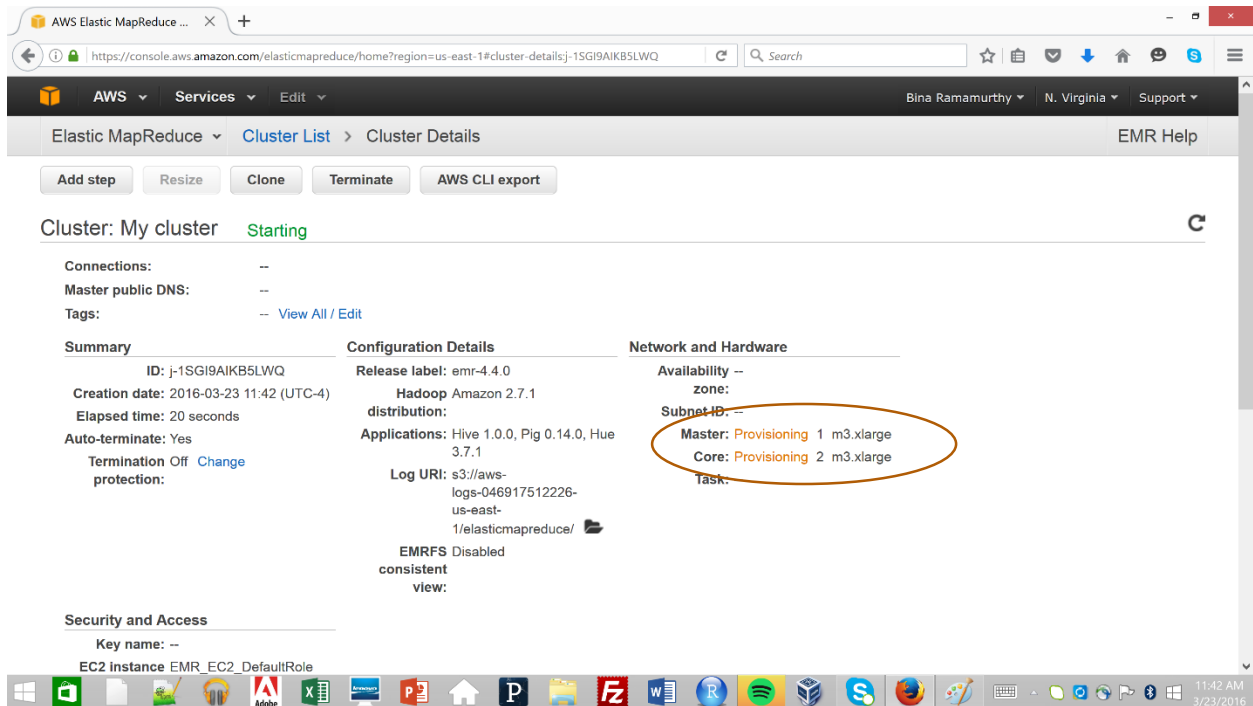 AWS Elastic MapReduce ...
https://console.aws.amazon.com/elasticmapreduce/home?region=us-east-1#cluster-details:j-1SGI9AIKB5LWQ
Search
AWS Services Edit Bina Ramamurthy N. Virginia Support
Elastic MapReduce Cluster List > Cluster Details EMR Help
Add step Resize Clone Terminate AWS CLI export
Cluster: My cluster Starting
Connections: --
Master public DNS: --
Tags: -- View All / Edit
Summary
ID: j-1SGI9AIKB5LWQ
Creation date: 2016-03-23 11:42 (UTC-4)
Elapsed time: 20 seconds
Auto-terminate: Yes
Termination Off Change
protection:
Configuration Details
Release label: emr-4.4.0
Hadoop Amazon 2.7.1
distribution:
Applications: Hive 1.0.0, Pig 0.14.0, Hue
3.7.1
Log URI: s3://aws-
logs-046917512226-
us-east-
1/elasticmapreduce/
EMRFS Disabled
consistent
view:
Network and Hardware
Availability --
zone:
Subnet ID: --
Master: Provisioning 1 m3.xlarge
Core: Provisioning 2 m3.xlarge
Task: 
Security and Access
Key name: --
EC2 instance EMR_EC2_DefaultRole
Adobe
lenovo
11:42 AM
3/23/2016